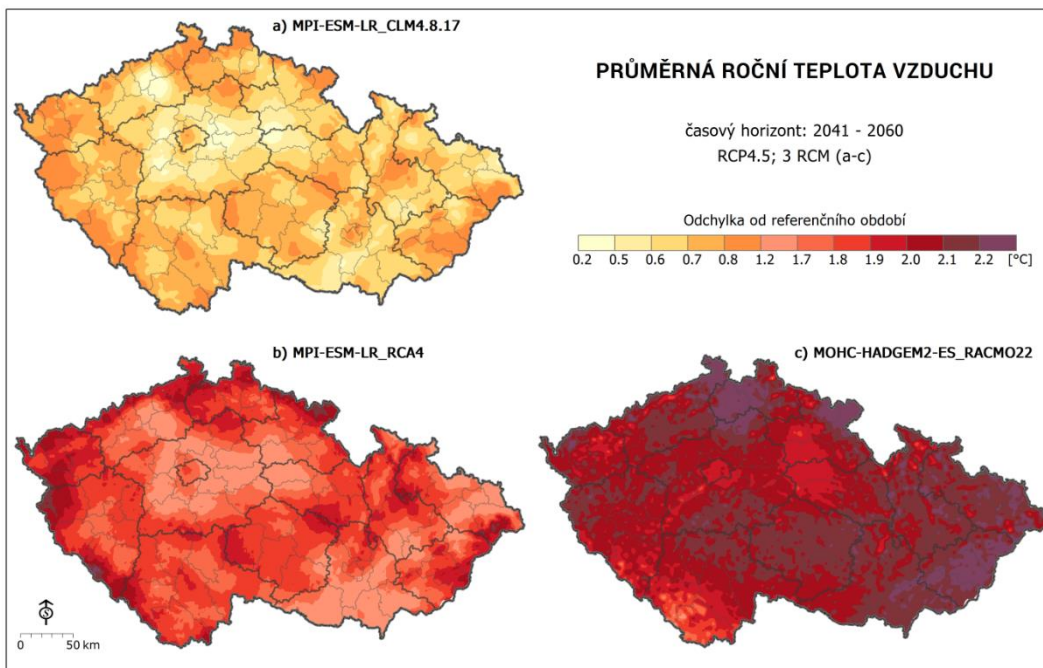 a) MPI-ESM-LR_CLM4.8.17
PRŮMĚRNÁ ROČNÍ TEPLOTA VZDUCHU
časový horizont: 2041 - 2060
RCP4.5; 3 RCM (a-c)
Odchylka od referenčního období
0.2 0.5 0.6 0.7 0.8 1.2 1.7 1.8 1.9 2.0 2.1 2.2 [°C]
b) MPI-ESM-LR_RCA4
c) MOHC-HADGEM2-ES_RACMO22
S
0 50 km